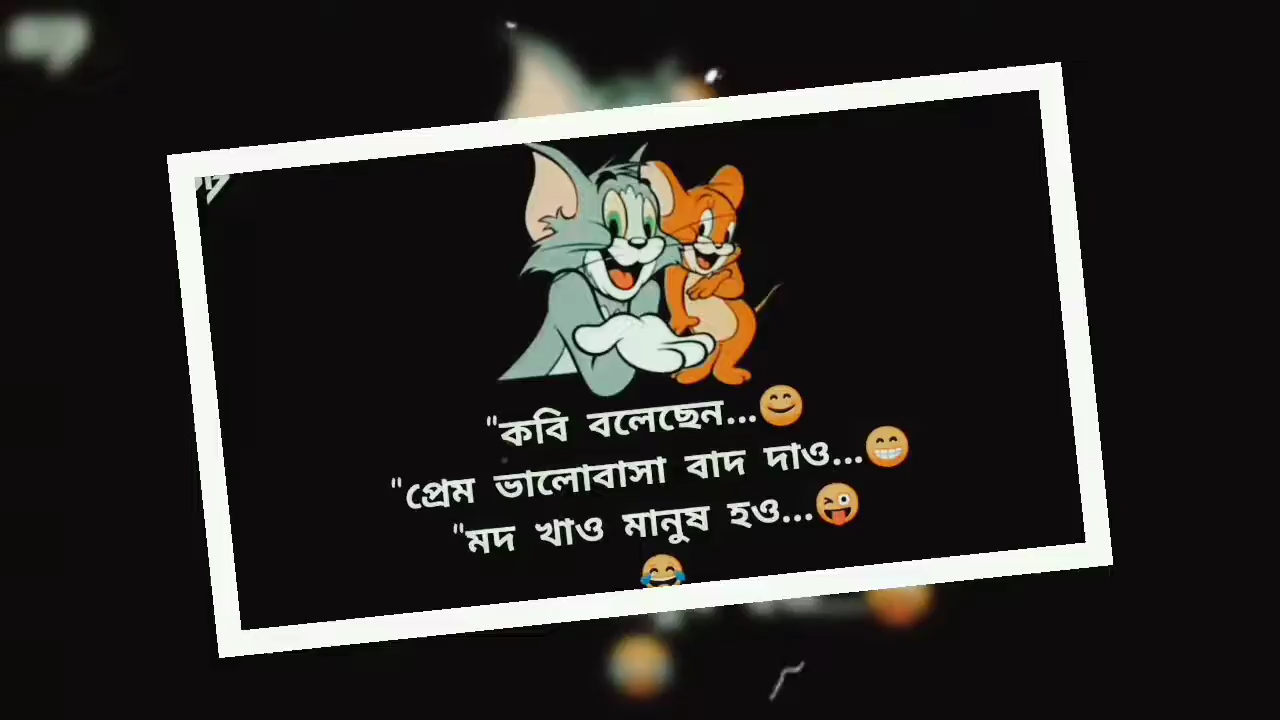 "কবি বলেছেন...😊
"প্রেম ভালোবাসা বাদ দাও...😁
"মদ খাও মানুষ হও...😜
😂